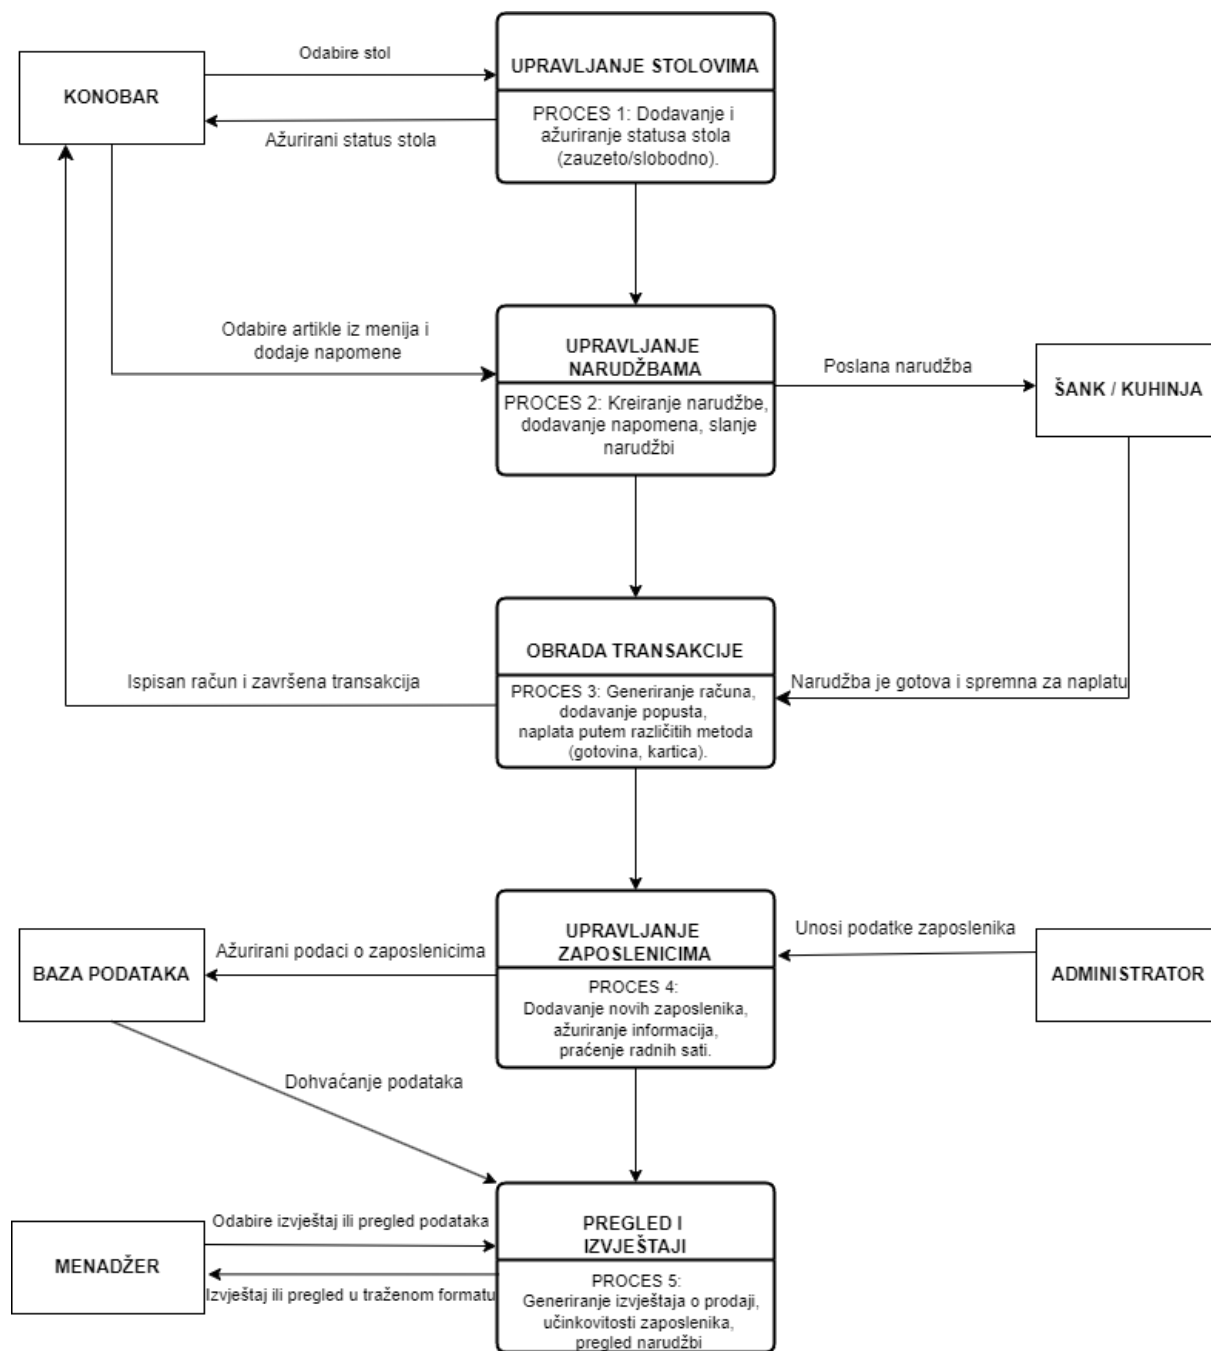 Odabire stol
KONOBAR
UPRAVLJANJE STOLOVIMA
PROCES 1: Dodavanje i
ažuriranje statusa stola
(zauzeto/slobodno).
Ažurirani status stola
Odabire artikle iz menija i
dodaje napomene
UPRAVLJANJE
NARUDŽBAMA
PROCES 2: Kreiranje narudžbe,
dodavanje napomena, slanje
narudžbi
Poslana narudžba
ŠANK / KUHINJA
OBRADA TRANSAKCIJE
PROCES 3: Generiranje računa,
dodavanje popusta,
naplata putem različitih metoda
(gotovina, kartica).
Ispisan račun i završena transakcija
Narudžba je gotova i spremna za naplatu
UPRAVLJANJE
ZAPOSLENICIMA
PROCES 4:
Dodavanje novih zaposlenika,
ažuriranje informacija,
praćenje radnih sati.
Unosi podatke zaposlenika
ADMINISTRATOR
Ažurirani podaci o zaposlenicima
BAZA PODATAKA
Dohvaćanje podataka
Odabire izvještaj ili pregled podataka
MENADŽER
Izvještaj ili pregled u traženom formatu
PREGLED I
IZVJEŠTAJI
PROCES 5:
Generiranje izvještaja o prodaji,
učinkovitosti zaposlenika,
pregled narudžbi